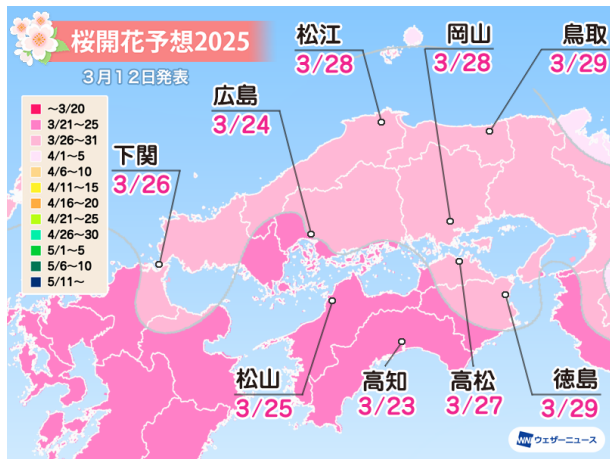 桜開花予想2025
3月12日発表
松江
3/28
岡山
3/28
鳥取
3/29
広島
3/24
下関
3/26
〜3/20
3/21〜25
3/26〜31
4/1〜5
4/6〜10
4/11〜15
4/16〜20
4/21〜25
4/26〜30
5/1〜5
5/6〜10
5/11〜
松山
3/25
高知
3/23
高松
3/27
徳島
3/29
WNI ウェザーニュース